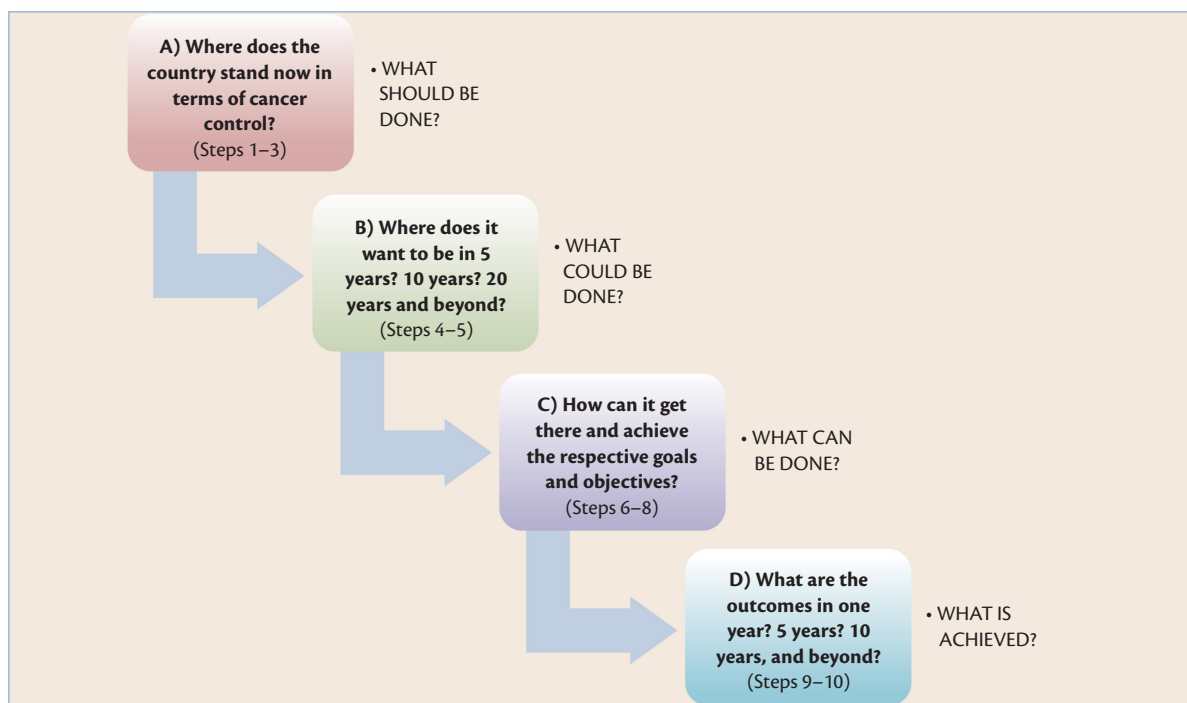 A) Where does the
country stand now in
terms of cancer
control?
(Steps 1–3)
• WHAT
SHOULD BE
DONE?
B) Where does it
want to be in 5
years? 10 years? 20
years and beyond?
(Steps 4–5)
• WHAT
COULD BE
DONE?
C) How can it get
there and achieve
the respective goals
and objectives?
(Steps 6–8)
• WHAT CAN
BE DONE?
D) What are the
outcomes in one
year? 5 years? 10
years, and beyond?
(Steps 9–10)
• WHAT IS
ACHIEVED?